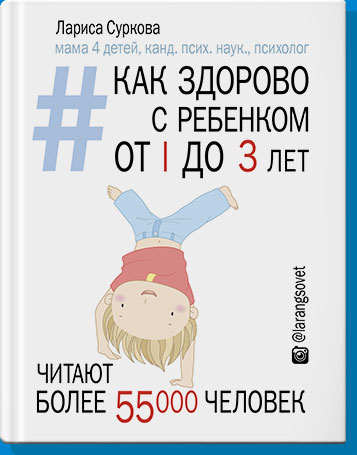 Лариса Суркова
мама 4 детей, канд. псих. наук., психолог
# КАК ЗДОРОВО
С РЕБЕНКОМ
ОТ 1 ДО 3 ЛЕТ
@larangsovet
ЧИТАЮТ
БОЛЕЕ 55000 ЧЕЛОВЕК